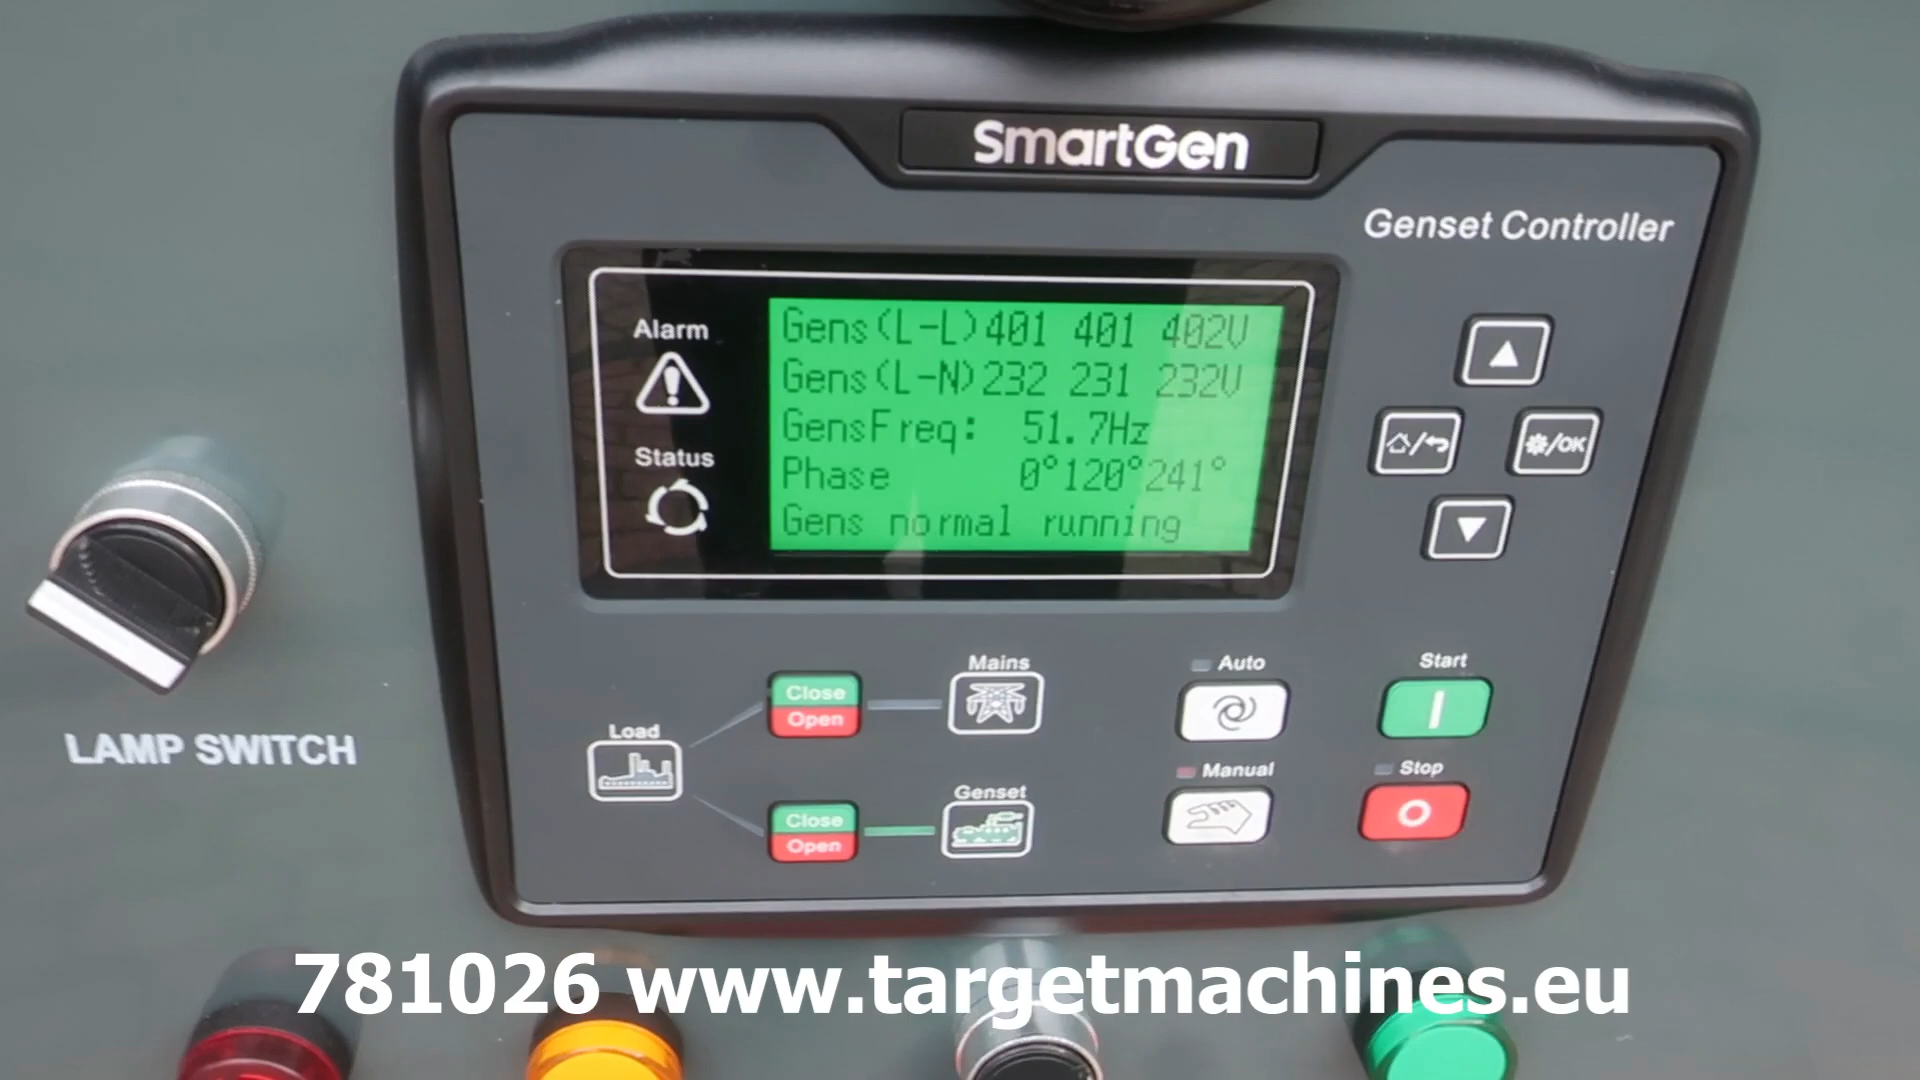 SmartGen
Genset Controller
Alarm
Gens(L-L)401 401 402V
Gens(L-N)232 231 232V
GensFreq: 51.7Hz
Status
Phase 0°120°241°
Gens normal running
/OK
Mains
Auto
Start
Close
Open
Load
LAMP SWITCH
Manual
Stop
Genset
Close
Open
781026 www.targetmachines.eu